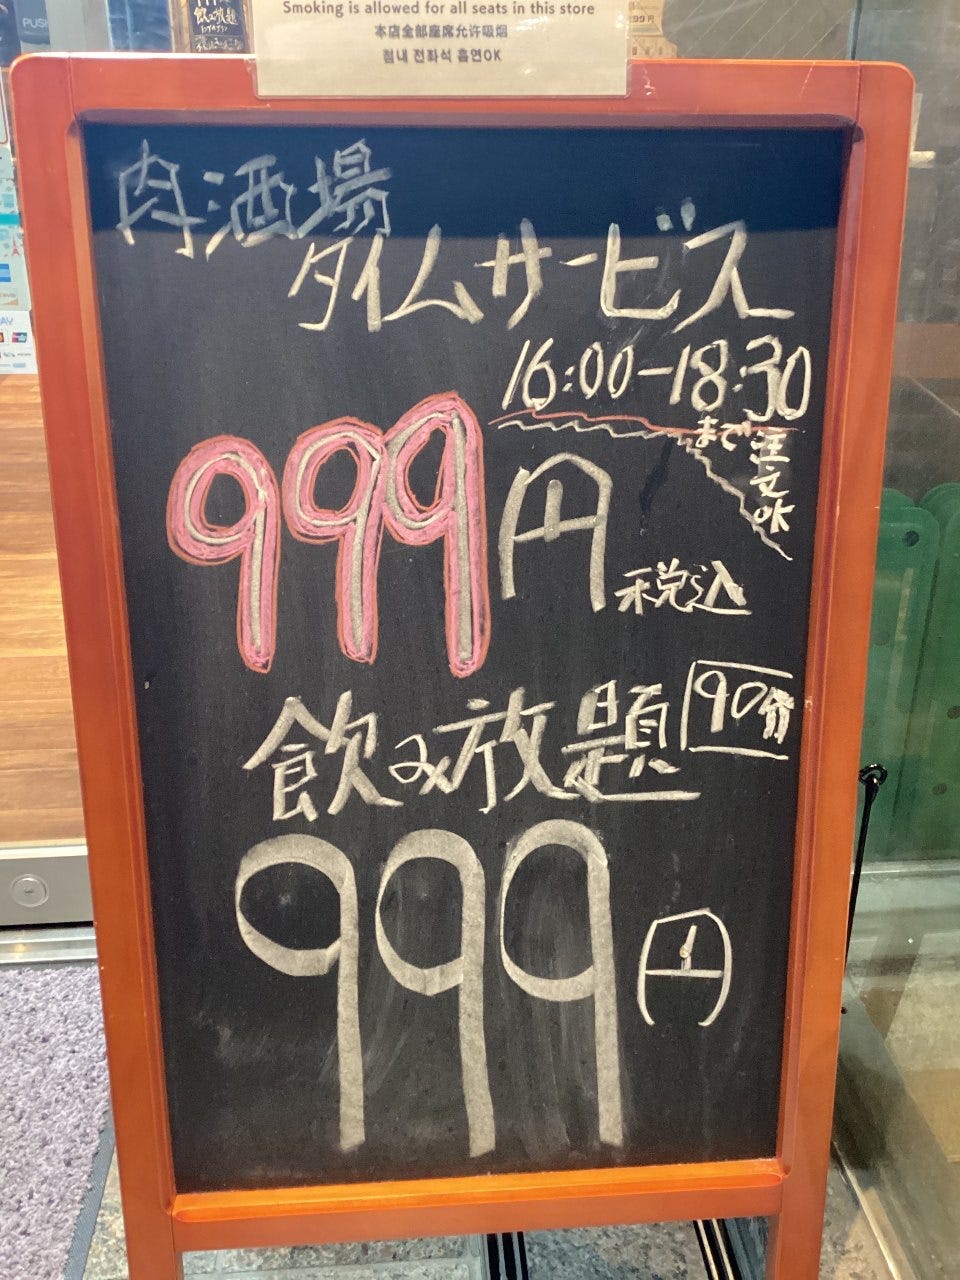 Smoking is allowed for all seats in this store
本店全部座席允许吸烟
점내 전좌석 흡연OK
肉酒場
タイムサービス
16:00-18:30
まで注文OK
999円
税込
飲み放題 90分
999円
PUSH